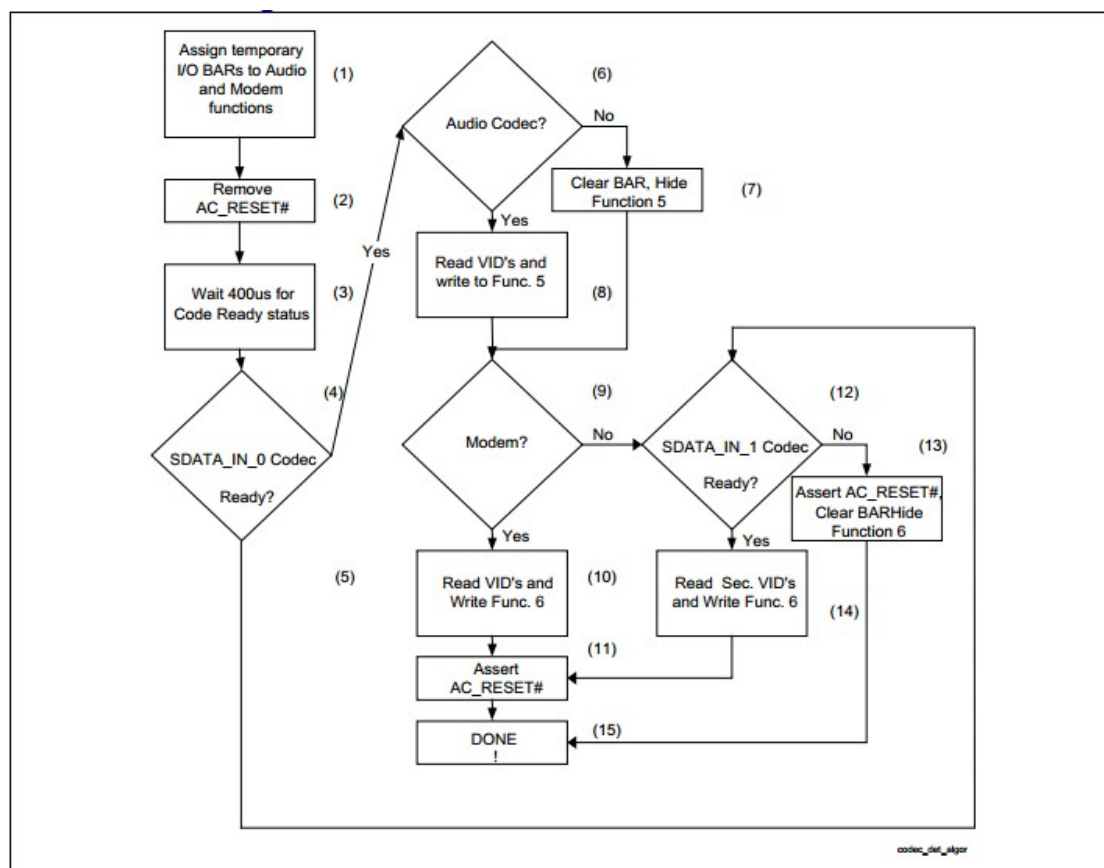 Assign temporary
I/O BARs to Audio
and Modem
functions
(1)
Remove
AC_RESET#
(2)
Wait 400us for
Code Ready status
(3)
(4)
SDATA_IN_0 Codec
Ready?
Yes
(5)
(6)
Audio Codec?
No
Clear BAR, Hide
Function 5
(7)
Yes
Read VID's and
write to Func. 5
(8)
(9)
Modem?
No
(12)
SDATA_IN_1 Codec
Ready?
No
(13)
Assert AC_RESET#,
Clear BARHide
Function 6
Yes
Read VID's and
Write Func. 6
(10)
Yes
Read Sec. VID's
and Write Func. 6
(14)
(11)
Assert
AC_RESET#
DONE
!
(15)
codec_det_algor